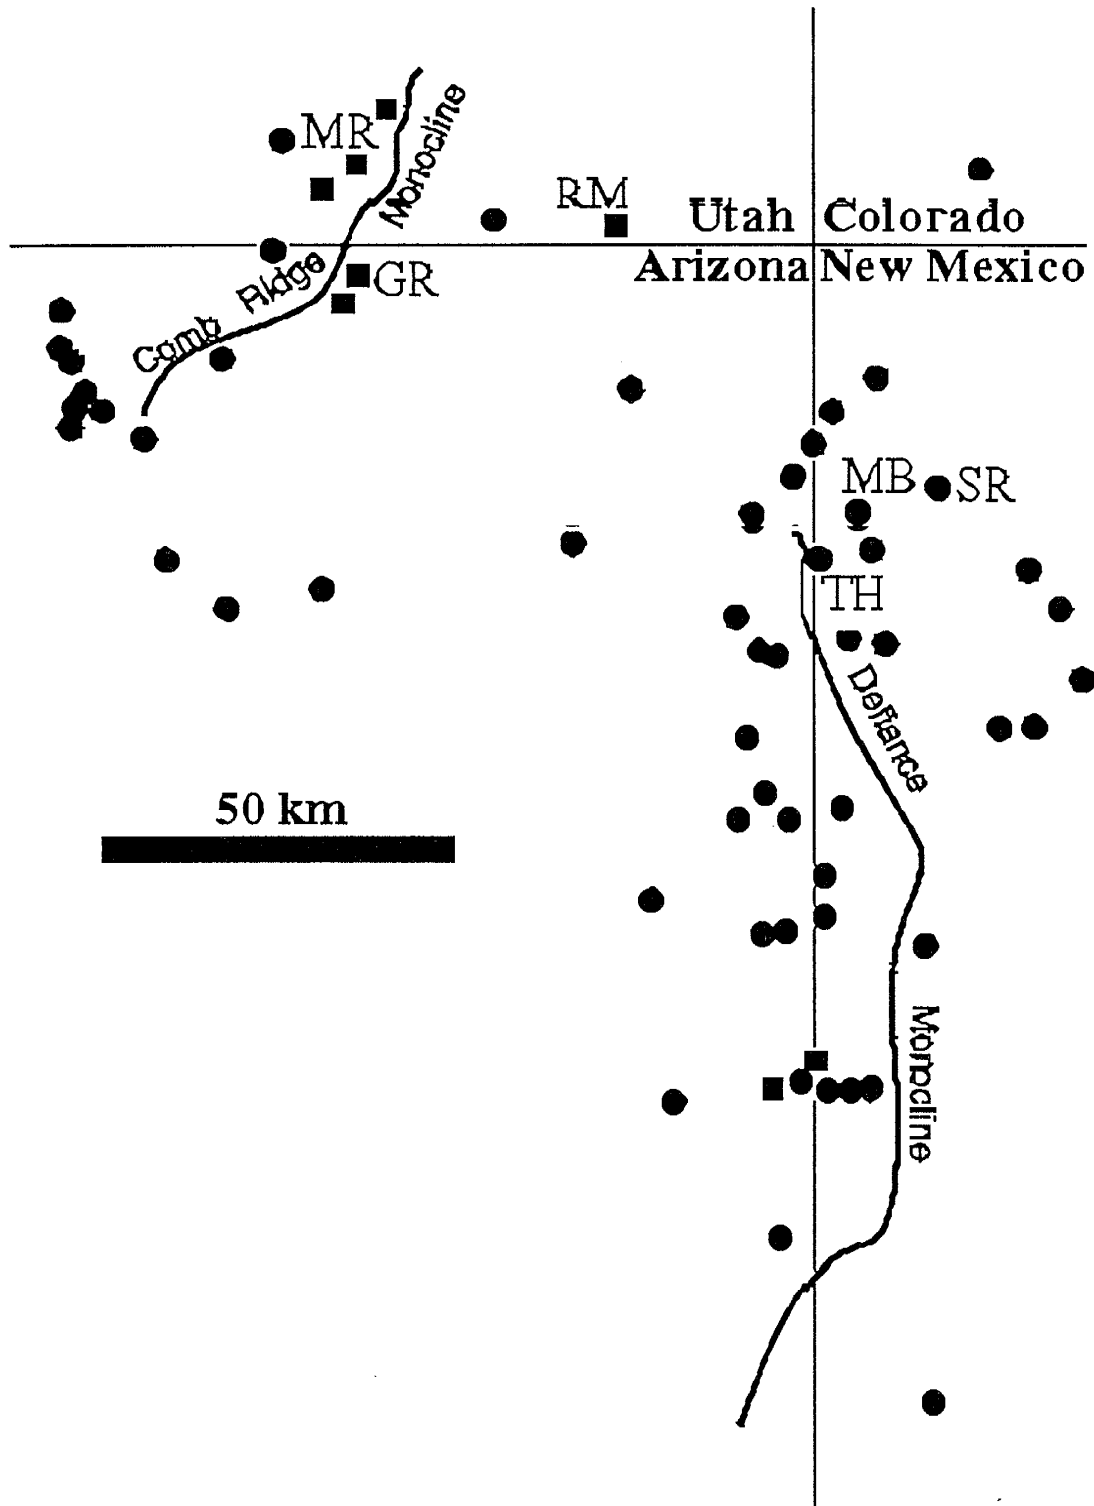 MR
Monocline
RM
Utah Colorado
Arizona New Mexico
Comb Ridge
GR
MB
SR
TH
Defiance
50 km
Monocline